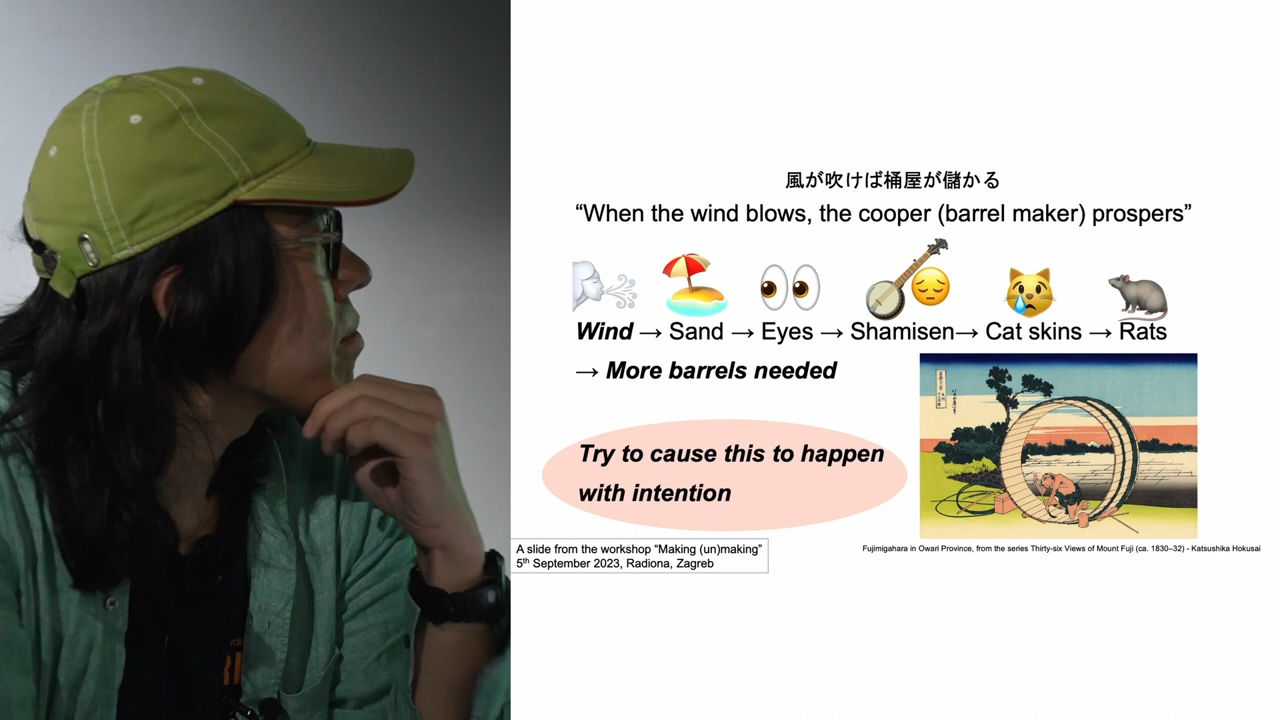 風が吹けば桶屋が儲かる
“When the wind blows, the cooper (barrel maker) prospers”
Wind → Sand → Eyes → Shamisen→ Cat skins → Rats
→ More barrels needed
Try to cause this to happen
with intention
Fujimigahara in Owari Province, from the series Thirty-six Views of Mount Fuji (ca. 1830–32) - Katsushika Hokusai
A slide from the workshop “Making (un)making”
5th September 2023, Radiona, Zagreb